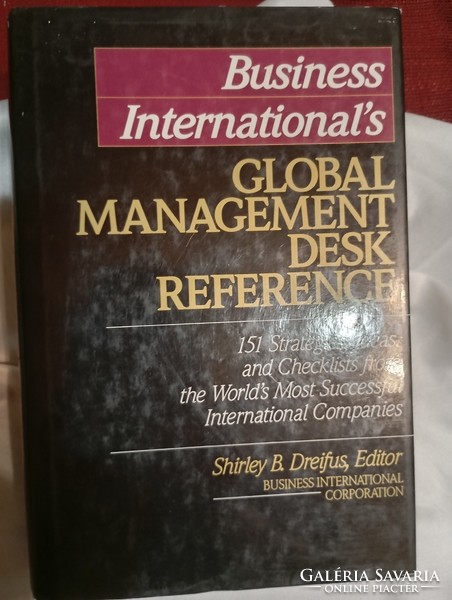 Business
International's
GLOBAL
MANAGEMENT
DESK
REFERENCE
151 Strategies, Ideas,
and Checklists from
the World's Most Successful
International Companies
Shirley B. Dreifus, Editor
BUSINESS INTERNATIONAL
CORPORATION
GALÉRIA SAVARIA
ONLINE PIACTÉR